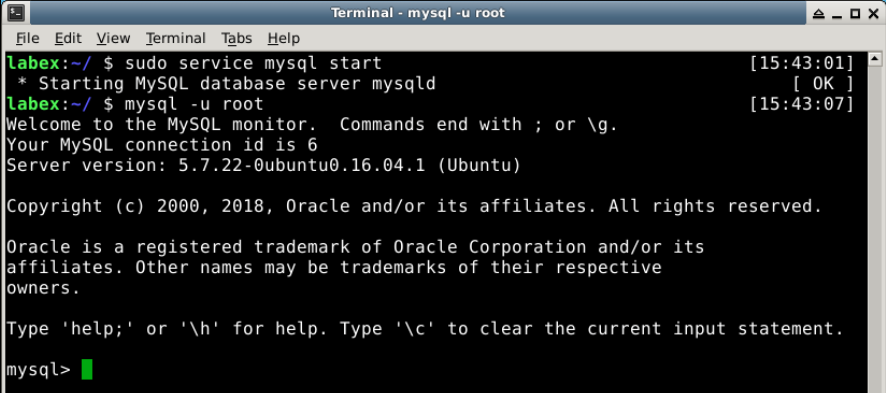 Terminal - mysql -u root
File Edit View Terminal Tabs Help
labex:~/ $ sudo service mysql start [15:43:01]
 * Starting MySQL database server mysqld [ OK ]
labex:~/ $ mysql -u root [15:43:07]
Welcome to the MySQL monitor.  Commands end with ; or \g.
Your MySQL connection id is 6
Server version: 5.7.22-0ubuntu0.16.04.1 (Ubuntu)
Copyright (c) 2000, 2018, Oracle and/or its affiliates. All rights reserved.
Oracle is a registered trademark of Oracle Corporation and/or its
affiliates. Other names may be trademarks of their respective
owners.
Type 'help;' or '\h' for help. Type '\c' to clear the current input statement.
mysql>